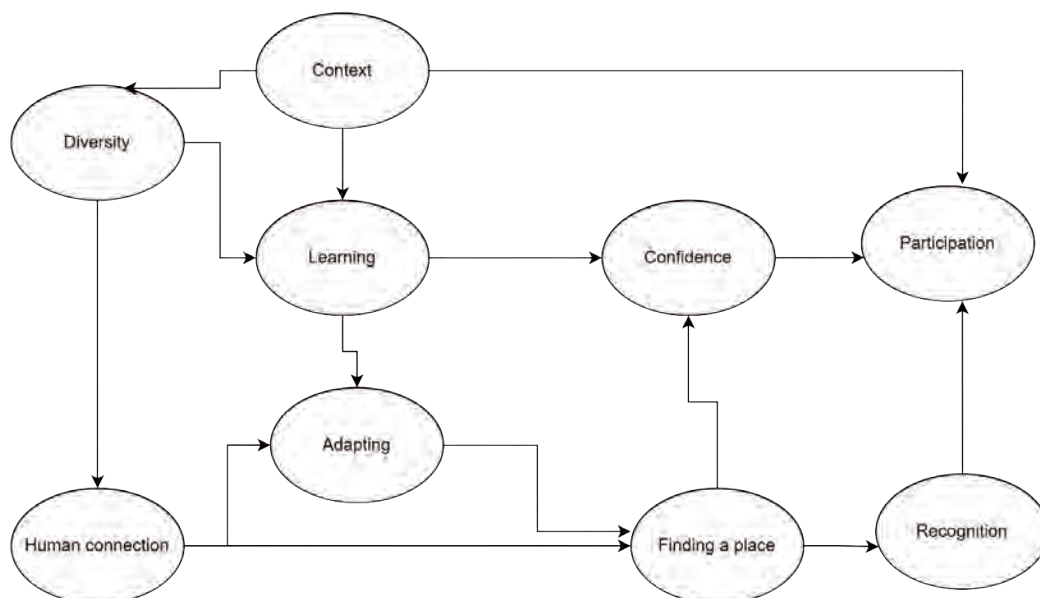 Context
Diversity
Learning
Confidence
Participation
Adapting
Human connection
Finding a place
Recognition